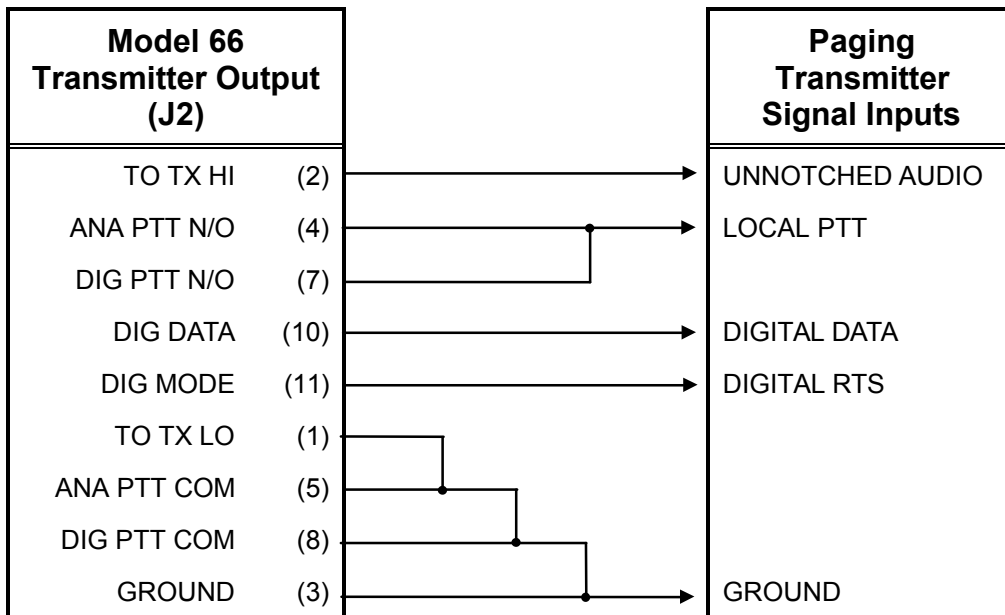 Model 66
Transmitter Output
(J2)
Paging
Transmitter
Signal Inputs
TO TX HI (2) UNNOTCHED AUDIO
ANA PTT N/O (4) LOCAL PTT
DIG PTT N/O (7)
DIG DATA (10) DIGITAL DATA
DIG MODE (11) DIGITAL RTS
TO TX LO (1)
ANA PTT COM (5)
DIG PTT COM (8)
GROUND (3) GROUND